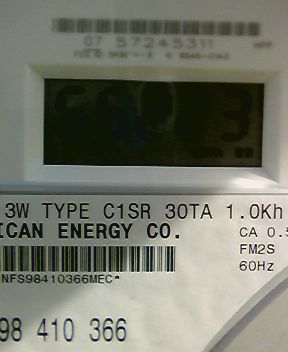 07 57245311
3W TYPE C1SR 30TA 1.0Kh
ICAN ENERGY CO.
CA 0.5
FM2S
60Hz
NFS98410366MEC*
98 410 366